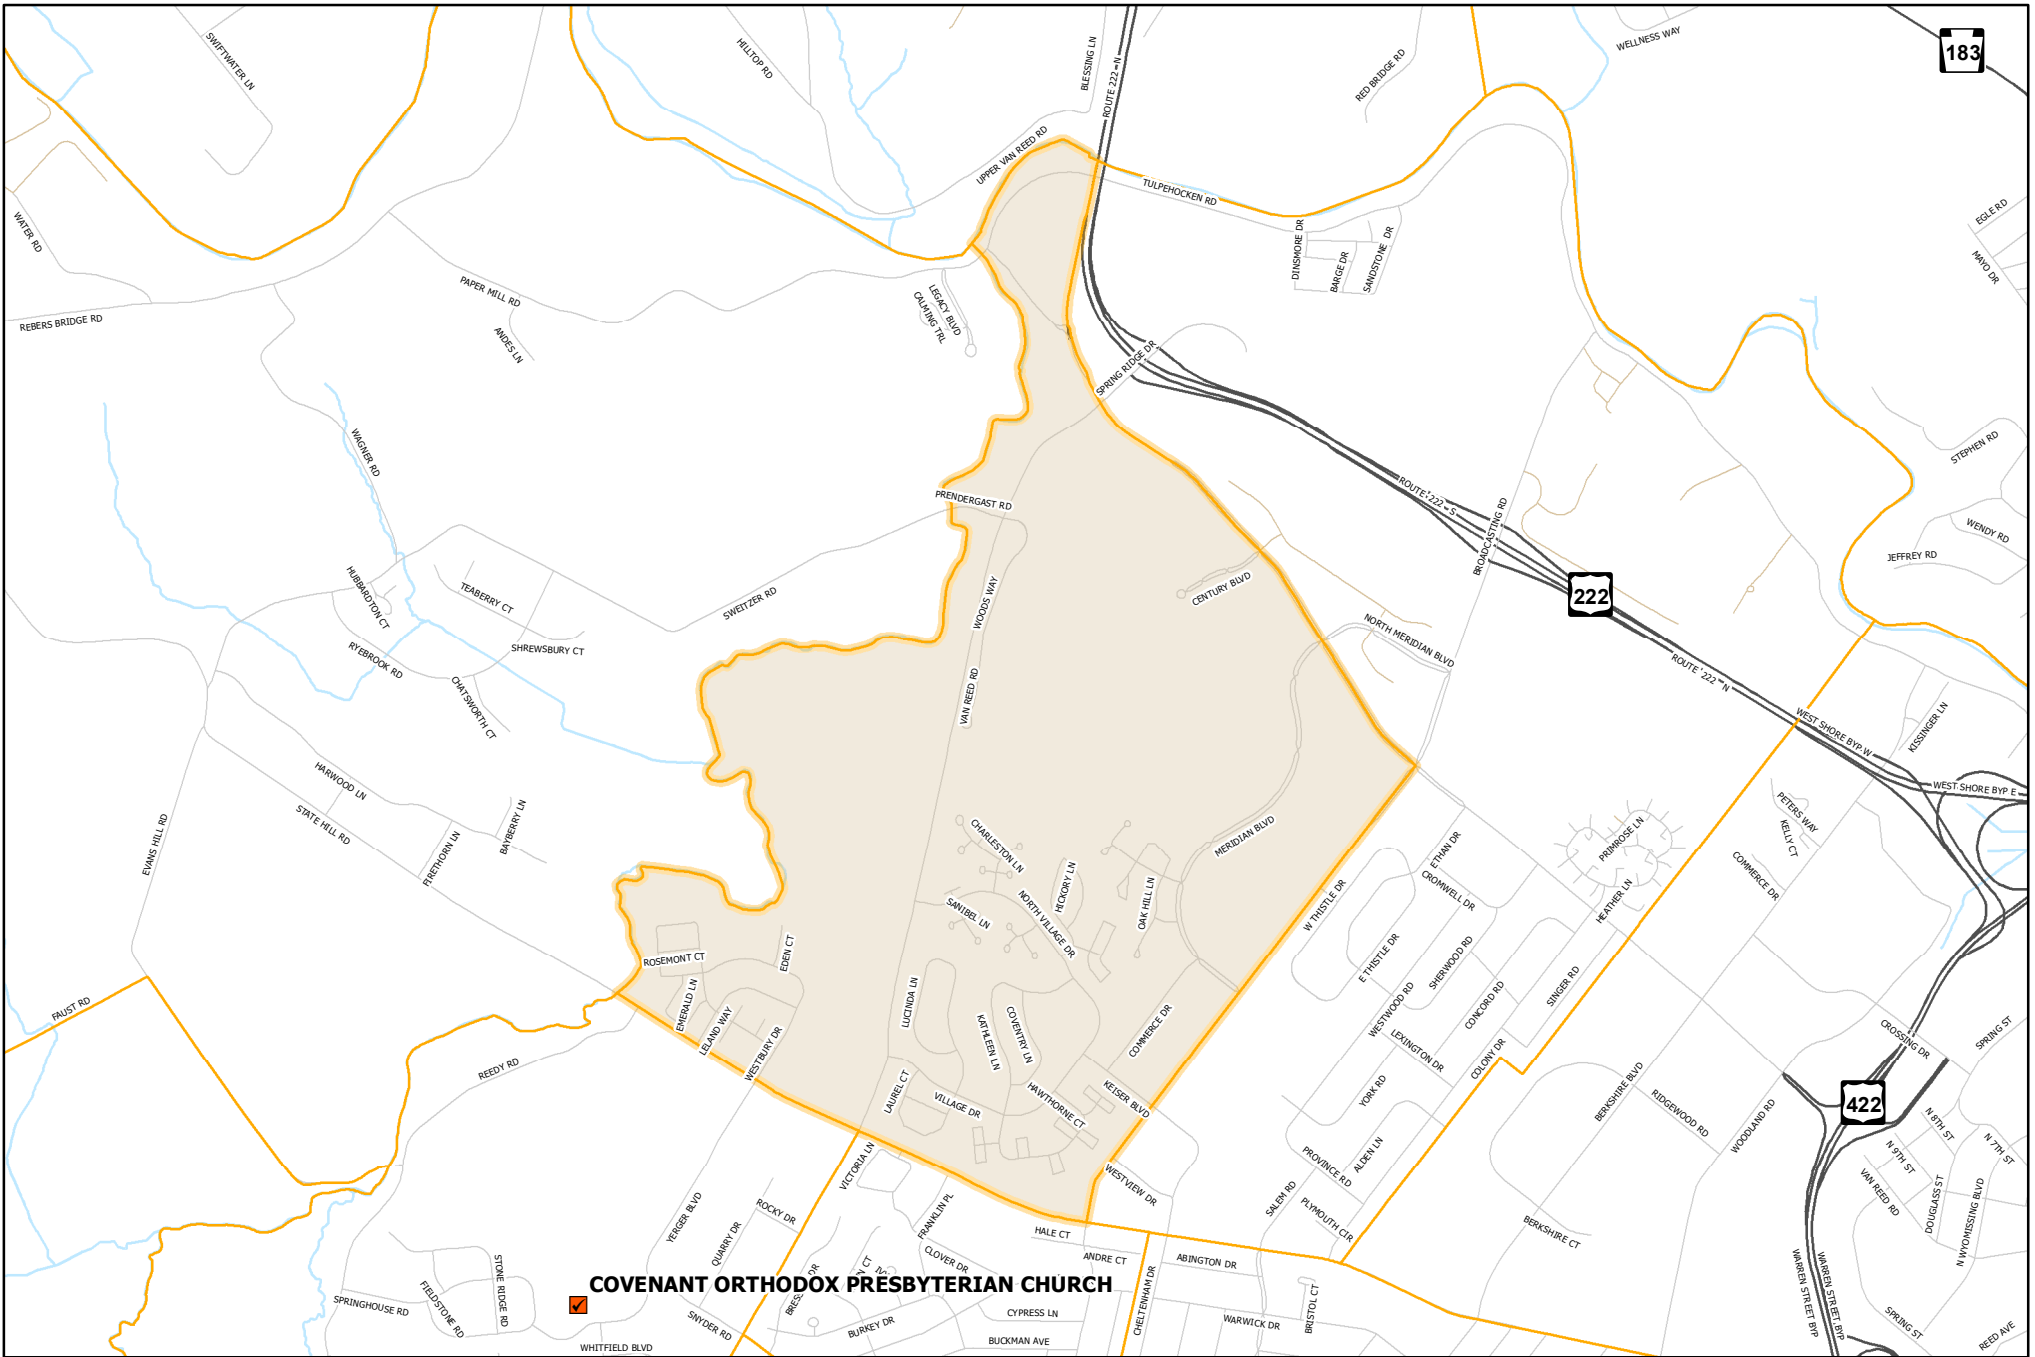 SWIFTWATER LN
HILLTOP RD
BLESSING LN
ROUTE 222 - N
RED BRIDGE RD
WELLNESS WAY
183
UPPER VAN REED RD
TULPEHOCKEN RD
WATER RD
EGLE RD
MAYO DR
DINSMORE DR
BARGE DR
SANDSTONE DR
PAPER MILL RD
REBERS BRIDGE RD
ANDES LN
LEGACY BLVD
CALMING TRL
SPRING RIDGE DR
WAGNER RD
STEPHEN RD
PRENDERGAST RD
ROUTE 222 - S
BROADCASTING RD
WENDY RD
JEFFREY RD
HUBBARDTON CT
TEABERRY CT
SWEITZER RD
WOODS WAY
CENTURY BLVD
222
NORTH MERIDIAN BLVD
SHREWSBURY CT
RYEBROOK RD
CHATSWORTH CT
VAN REED RD
ROUTE 222 - N
WEST SHORE BYP W
KISSINGER LN
WEST SHORE BYP E
HARWOOD LN
STATE HILL RD
BAYBERRY LN
EVANS HILL RD
FIRETHORN LN
CHARLESTON LN
MERIDIAN BLVD
PETERS WAY
KELLY CT
PRIMROSE LN
ETHAN DR
COMMERCE DR
CROMWELL DR
HICKORY LN
OAK HILL LN
W THISTLE DR
HEATHER LN
SANIBEL LN
NORTH VILLAGE DR
EDEN CT
ROSEMONT CT
E THISTLE DR
SHERWOOD RD
SINGER RD
FAUST RD
EMERALD LN
LELAND WAY
LUCINDA LN
KATHLEEN LN
COVENTRY LN
COMMERCE DR
WESTWOOD RD
CONCORD RD
LEXINGTON DR
CROSSING DR
SPRING ST
REEDY RD
WESTBURY DR
LAUREL CT
VILLAGE DR
HAWTHORNE CT
KEISER BLVD
COLONY DR
YORK RD
BERKSHIRE BLVD
RIDGEWOOD RD
WOODLAND RD
422
N 8TH ST
N 9TH ST
N 7TH ST
VICTORIA LN
WESTVIEW DR
PROVINCE RD
ALDEN LN
VAN REED RD
DOUGLASS ST
N WYOMISSING BLVD
YERGER BLVD
ROCKY DR
QUARRY DR
FRANKLIN PL
HALE CT
ANDRE CT
ABINGTON DR
SALEM RD
PLYMOUTH CIR
BERKSHIRE CT
CLOVER DR
COVENANT ORTHODOX PRESBYTERIAN CHURCH
SPRINGHOUSE RD
FIELDSTONE RD
STONE RIDGE RD
SNYDER RD
WHITFIELD BLVD
BURKEY DR
CYPRESS LN
BUCKMAN AVE
CHELTENHAM DR
WARWICK DR
BRISTOL CT
WARREN STREET BYP
WARREN STREET BYP
SPRING ST
REED AVE